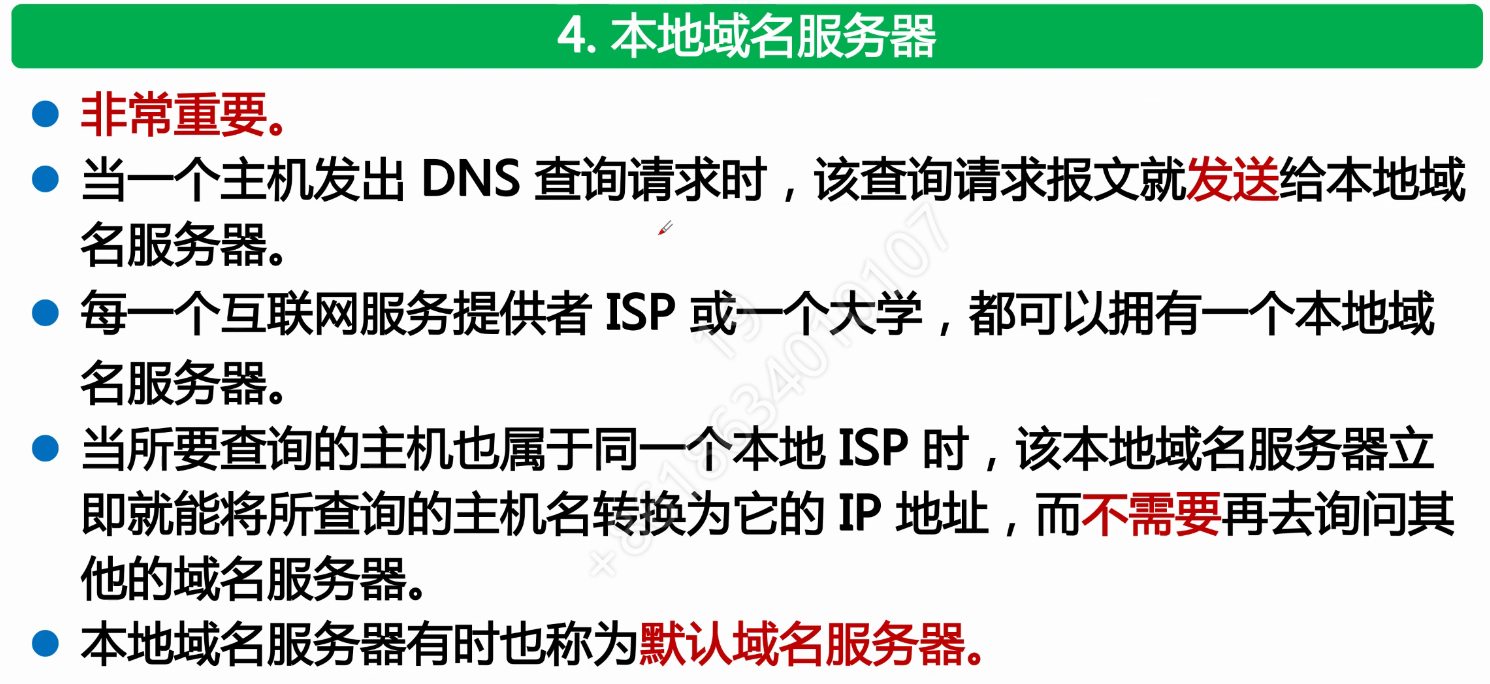 4. 本地域名服务器
非常重要。
当一个主机发出 DNS 查询请求时，该查询请求报文就发送给本地域
名服务器。
每一个互联网服务提供者 ISP 或一个大学，都可以拥有一个本地域
名服务器。
当所要查询的主机也属于同一个本地 ISP 时，该本地域名服务器立
即就能将所查询的主机名转换为它的 IP 地址，而不需要再去询问其
他的域名服务器。
本地域名服务器有时也称为默认域名服务器。